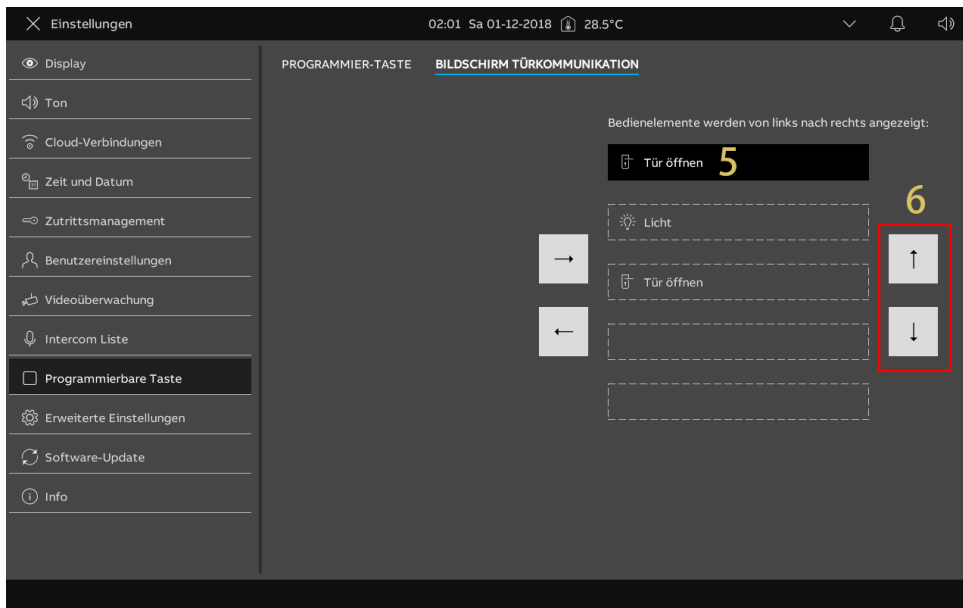 Einstellungen
02:01 Sa 01-12-2018 28.5°C
Display
Ton
Cloud-Verbindungen
Zeit und Datum
Zutrittsmanagement
Benutzereinstellungen
Videoüberwachung
Intercom Liste
Programmierbare Taste
Erweiterte Einstellungen
Software-Update
Info
PROGRAMMIER-TASTE BILDSCHIRM TÜRKOMMUNIKATION
Bedienelemente werden von links nach rechts angezeigt:
Tür öffnen 5
Licht
Tür öffnen
6
→
←
↑
↓